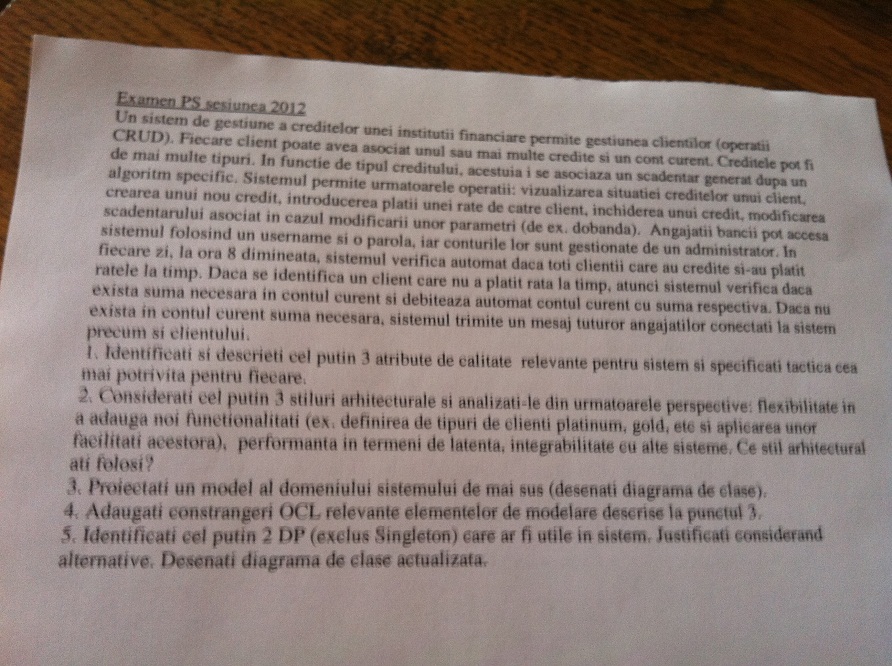 Examen PS sesiunea 2012
Un sistem de gestiune a creditelor unei institutii financiare permite gestiunea clientilor (operatii
CRUD). Fiecare client poate avea asociat unul sau mai multe credite si un cont curent. Creditele pot fi
de mai multe tipuri. In functie de tipul creditului, acestuia i se asociaza un scadentar generat dupa un
algoritm specific. Sistemul permite urmatoarele operatii: vizualizarea situatiei creditelor unui client,
crearea unui nou credit, introducerea platii unei rate de catre client, inchiderea unui credit, modificarea
scadentarului asociat in cazul modificarii unor parametri (de ex. dobanda). Angajatii bancii pot accesa
sistemul folosind un username si o parola, iar conturile lor sunt gestionate de un administrator. In
fiecare zi, la ora 8 dimineata, sistemul verifica automat daca toti clientii care au credite si-au platit
ratele la timp. Daca se identifica un client care nu a platit rata la timp, atunci sistemul verifica daca
exista suma necesara in contul curent si debiteaza automat contul curent cu suma respectiva. Daca nu
exista in contul curent suma necesara, sistemul trimite un mesaj tuturor angajatilor conectati la sistem
precum si clientului.
1. Identificati si descrieti cel putin 3 atribute de calitate relevante pentru sistem si specificati tactica cea
mai potrivita pentru fiecare.
2. Considerati cel putin 3 stiluri arhitecturale si analizati-le din urmatoarele perspective: flexibilitate in
a adauga noi functionalitati (ex. definirea de tipuri de clienti platinum, gold, etc si aplicarea unor
facilitati acestora), performanta in termeni de latenta, integrabilitate cu alte sisteme. Ce stil arhitectural
ati folosi?
3. Proiectati un model al domeniului sistemului de mai sus (desenati diagrama de clase).
4. Adaugati constrangeri OCL relevante elementelor de modelare descrise la punctul 3.
5. Identificati cel putin 2 DP (exclus Singleton) care ar fi utile in sistem. Justificati considerand
alternative. Desenati diagrama de clase actualizata.